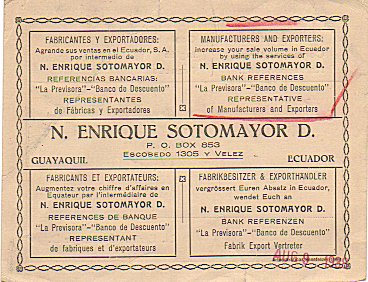 FABRICANTES Y EXPORTADORES:
Agrande sus ventas en el Ecuador, S.A.
por intermedio de
N. ENRIQUE SOTOMAYOR D.
REFERENCIAS BANCARIAS:
"La Previsora"-"Banco de Descuento"
REPRESENTANTES
de Fábricas y Exportadores
MANUFACTURERS AND EXPORTERS:
Increase your sale volume in Ecuador
by using the services of
N. ENRIQUE SOTOMAYOR D.
BANK REFERENCES
"La Previsora"-"Banco de Descuento"
REPRESENTATIVE
of Manufacturers and Exporters
N. ENRIQUE SOTOMAYOR D.
P. O. BOX 853
ESCOBEDO 1305 Y VELEZ
GUAYAQUIL ECUADOR
FABRICANTS ET EXPORTATEURS:
Augmentez votre chiffre d'affaires en
Equateur par l'intermédiaire de
N. ENRIQUE SOTOMAYOR D.
REFERENCES DE BANQUE
"La Previsora"-"Banco de Descuento"
REPRESENTANT
de fabriques et d'exportateurs
FABRIKBESITZER & EXPORTHÄNDLER
vergrössert Euren Absatz in Ecuador,
wendet Euch an
N. ENRIQUE SOTOMAYOR D.
BANK REFERENZEN
"La Previsora"-"Banco de Descuento"
Fabrik Export Vertreter
AUG 9